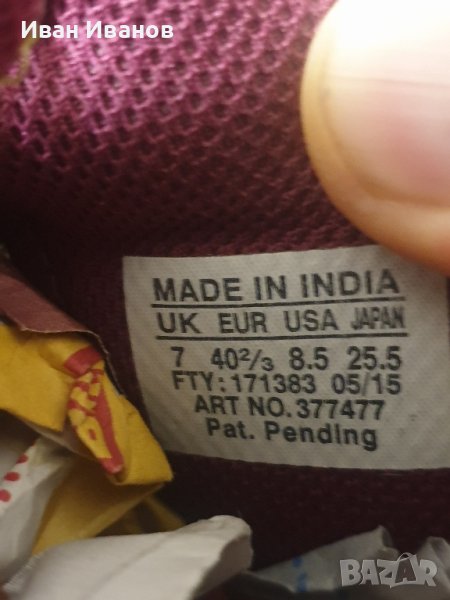 Иван Иванов
MADE IN INDIA
UK EUR USA JAPAN
7 40²/₃ 8.5 25.5
FTY: 171383 05/15
ART NO. 377477
Pat. Pending
BAZAR